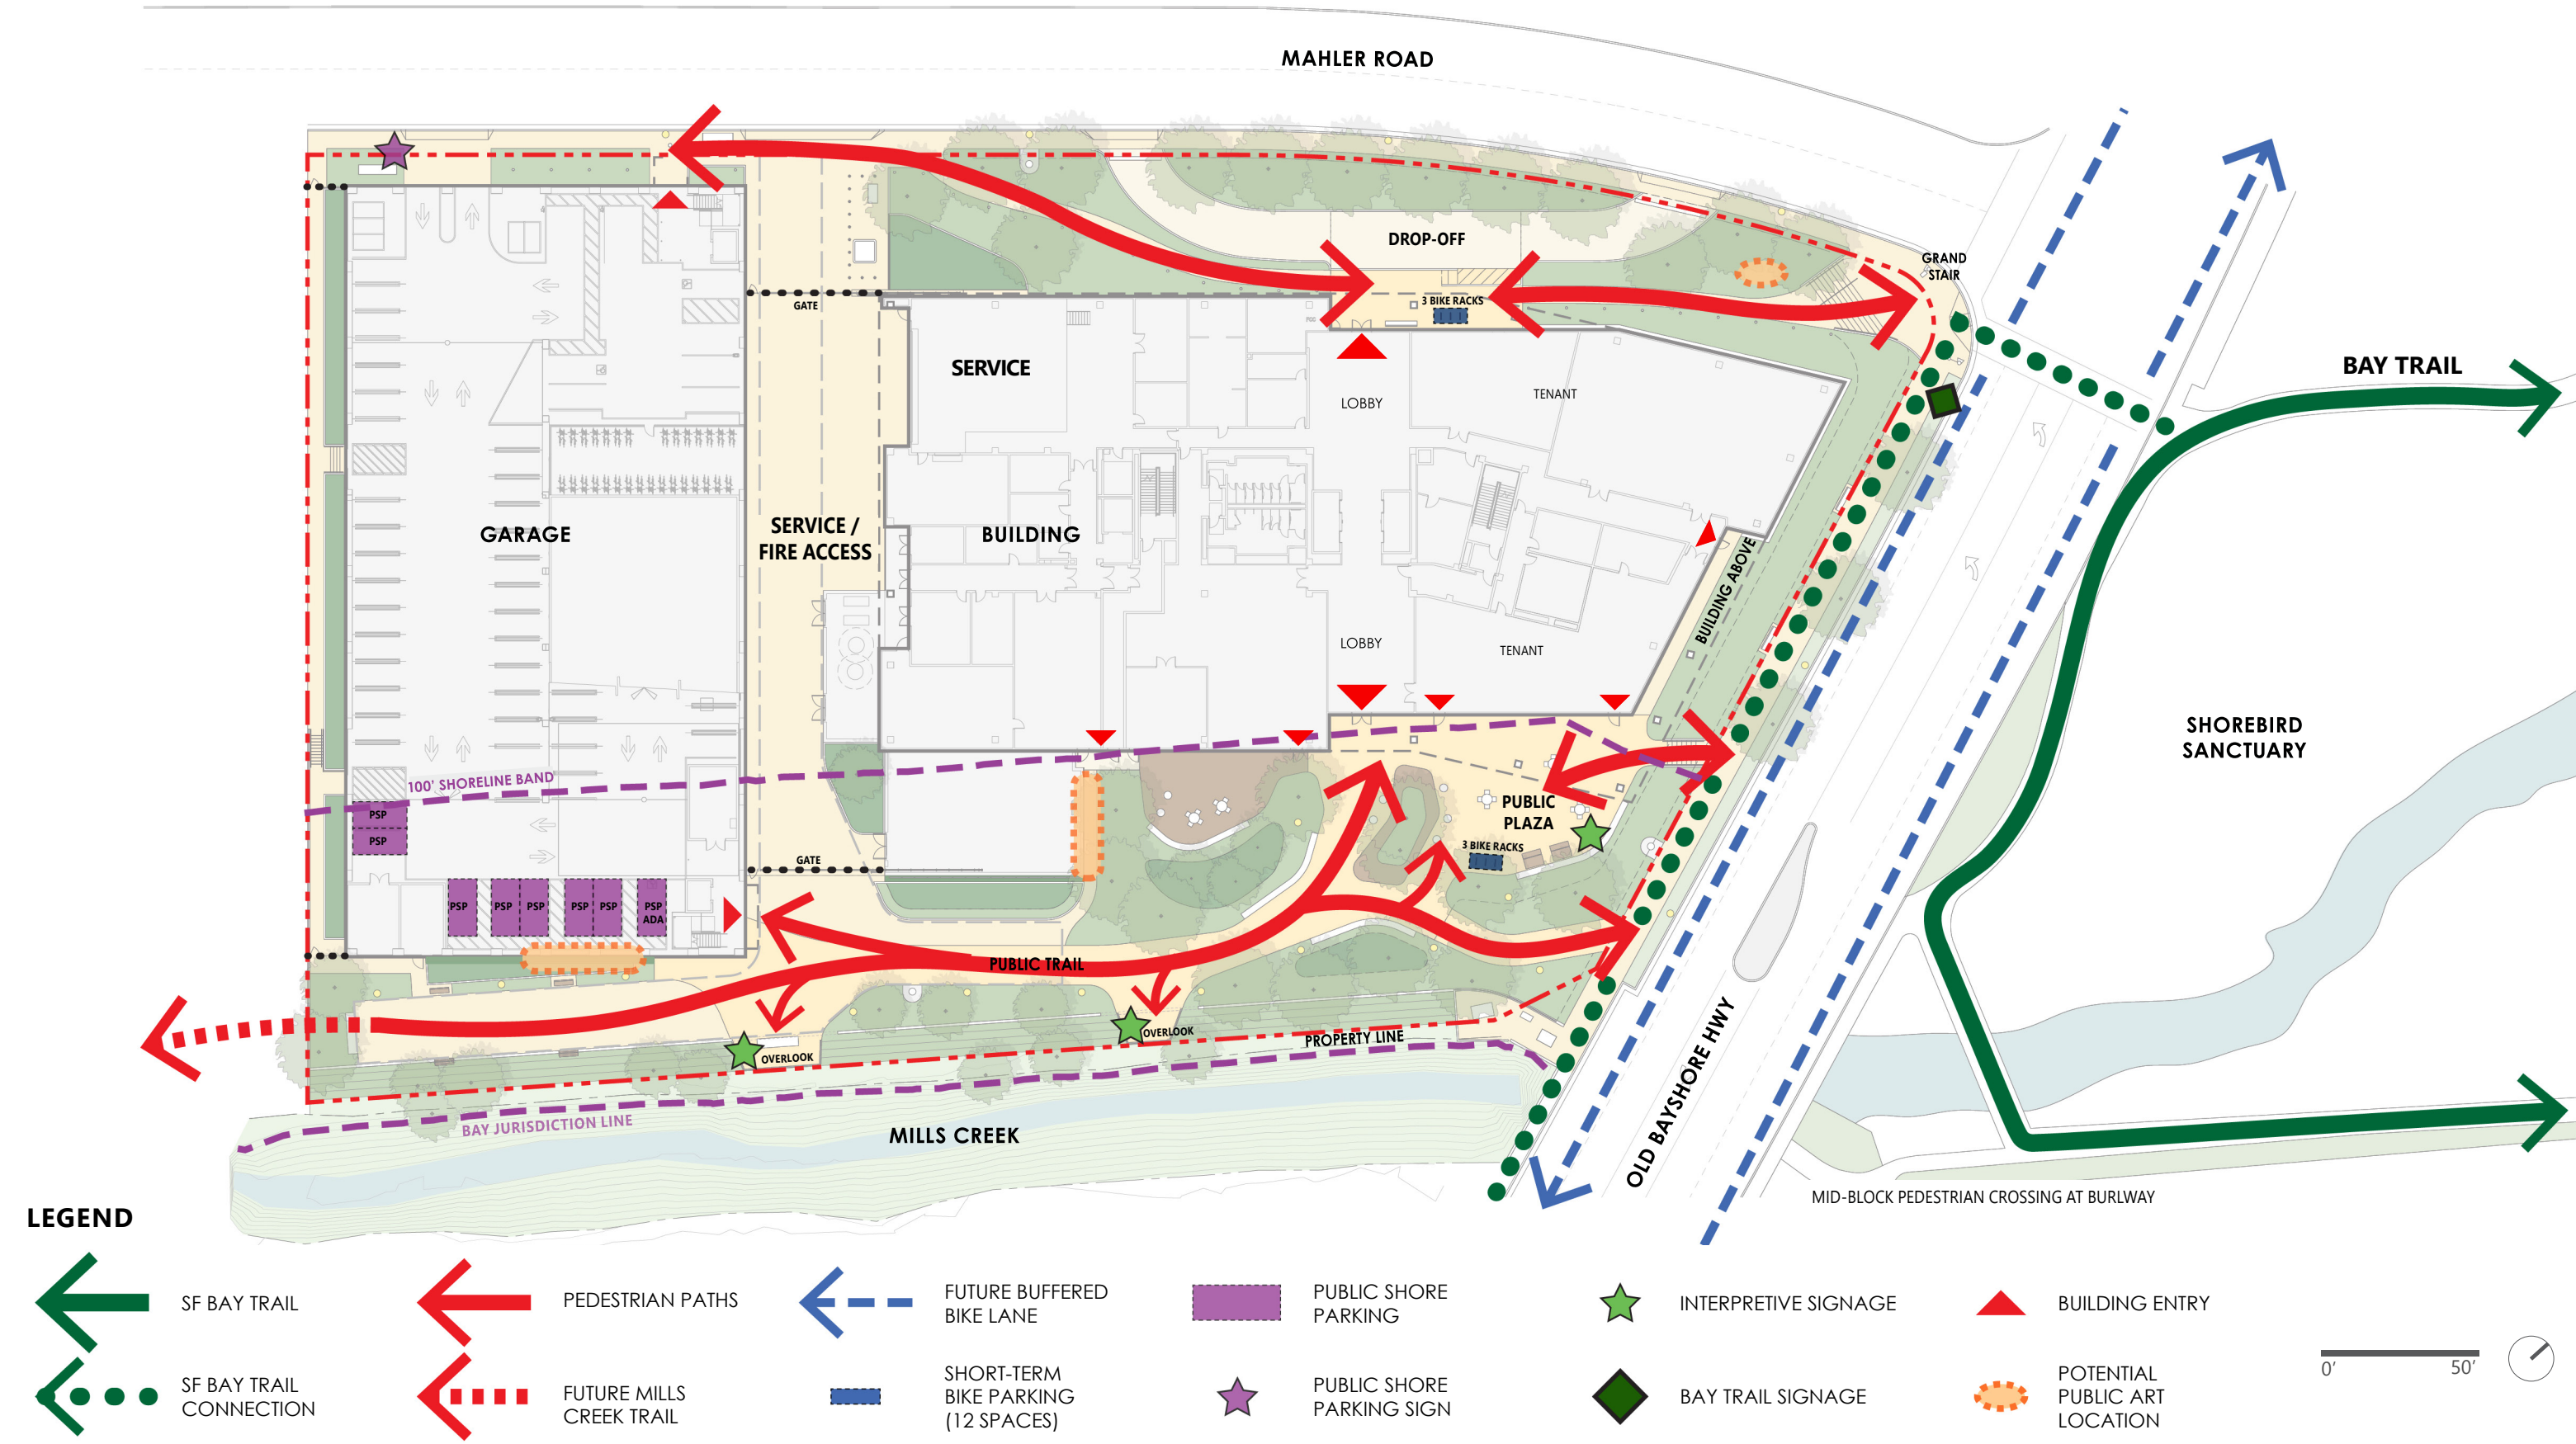 MAHLER ROAD
GRAND
STAIR
DROP-OFF
3 BIKE RACKS
GATE
BAY TRAIL
SERVICE
LOBBY
TENANT
GARAGE
SERVICE /
FIRE ACCESS
BUILDING
BUILDING ABOVE
LOBBY
TENANT
SHOREBIRD
SANCTUARY
100' SHORELINE BAND
PSP
PSP
PUBLIC
PLAZA
3 BIKE RACKS
GATE
PSP
PSP
PSP
PSP
PSP
PSP
ADA
PUBLIC TRAIL
OVERLOOK
OVERLOOK
PROPERTY LINE
BAY JURISDICTION LINE
MILLS CREEK
OLD BAYSHORE HWY
MID-BLOCK PEDESTRIAN CROSSING AT BURLWAY
LEGEND
SF BAY TRAIL
PEDESTRIAN PATHS
FUTURE BUFFERED
BIKE LANE
PUBLIC SHORE
PARKING
INTERPRETIVE SIGNAGE
BUILDING ENTRY
SF BAY TRAIL
CONNECTION
FUTURE MILLS
CREEK TRAIL
SHORT-TERM
BIKE PARKING
(12 SPACES)
PUBLIC SHORE
PARKING SIGN
BAY TRAIL SIGNAGE
POTENTIAL
PUBLIC ART
LOCATION
0'
50'